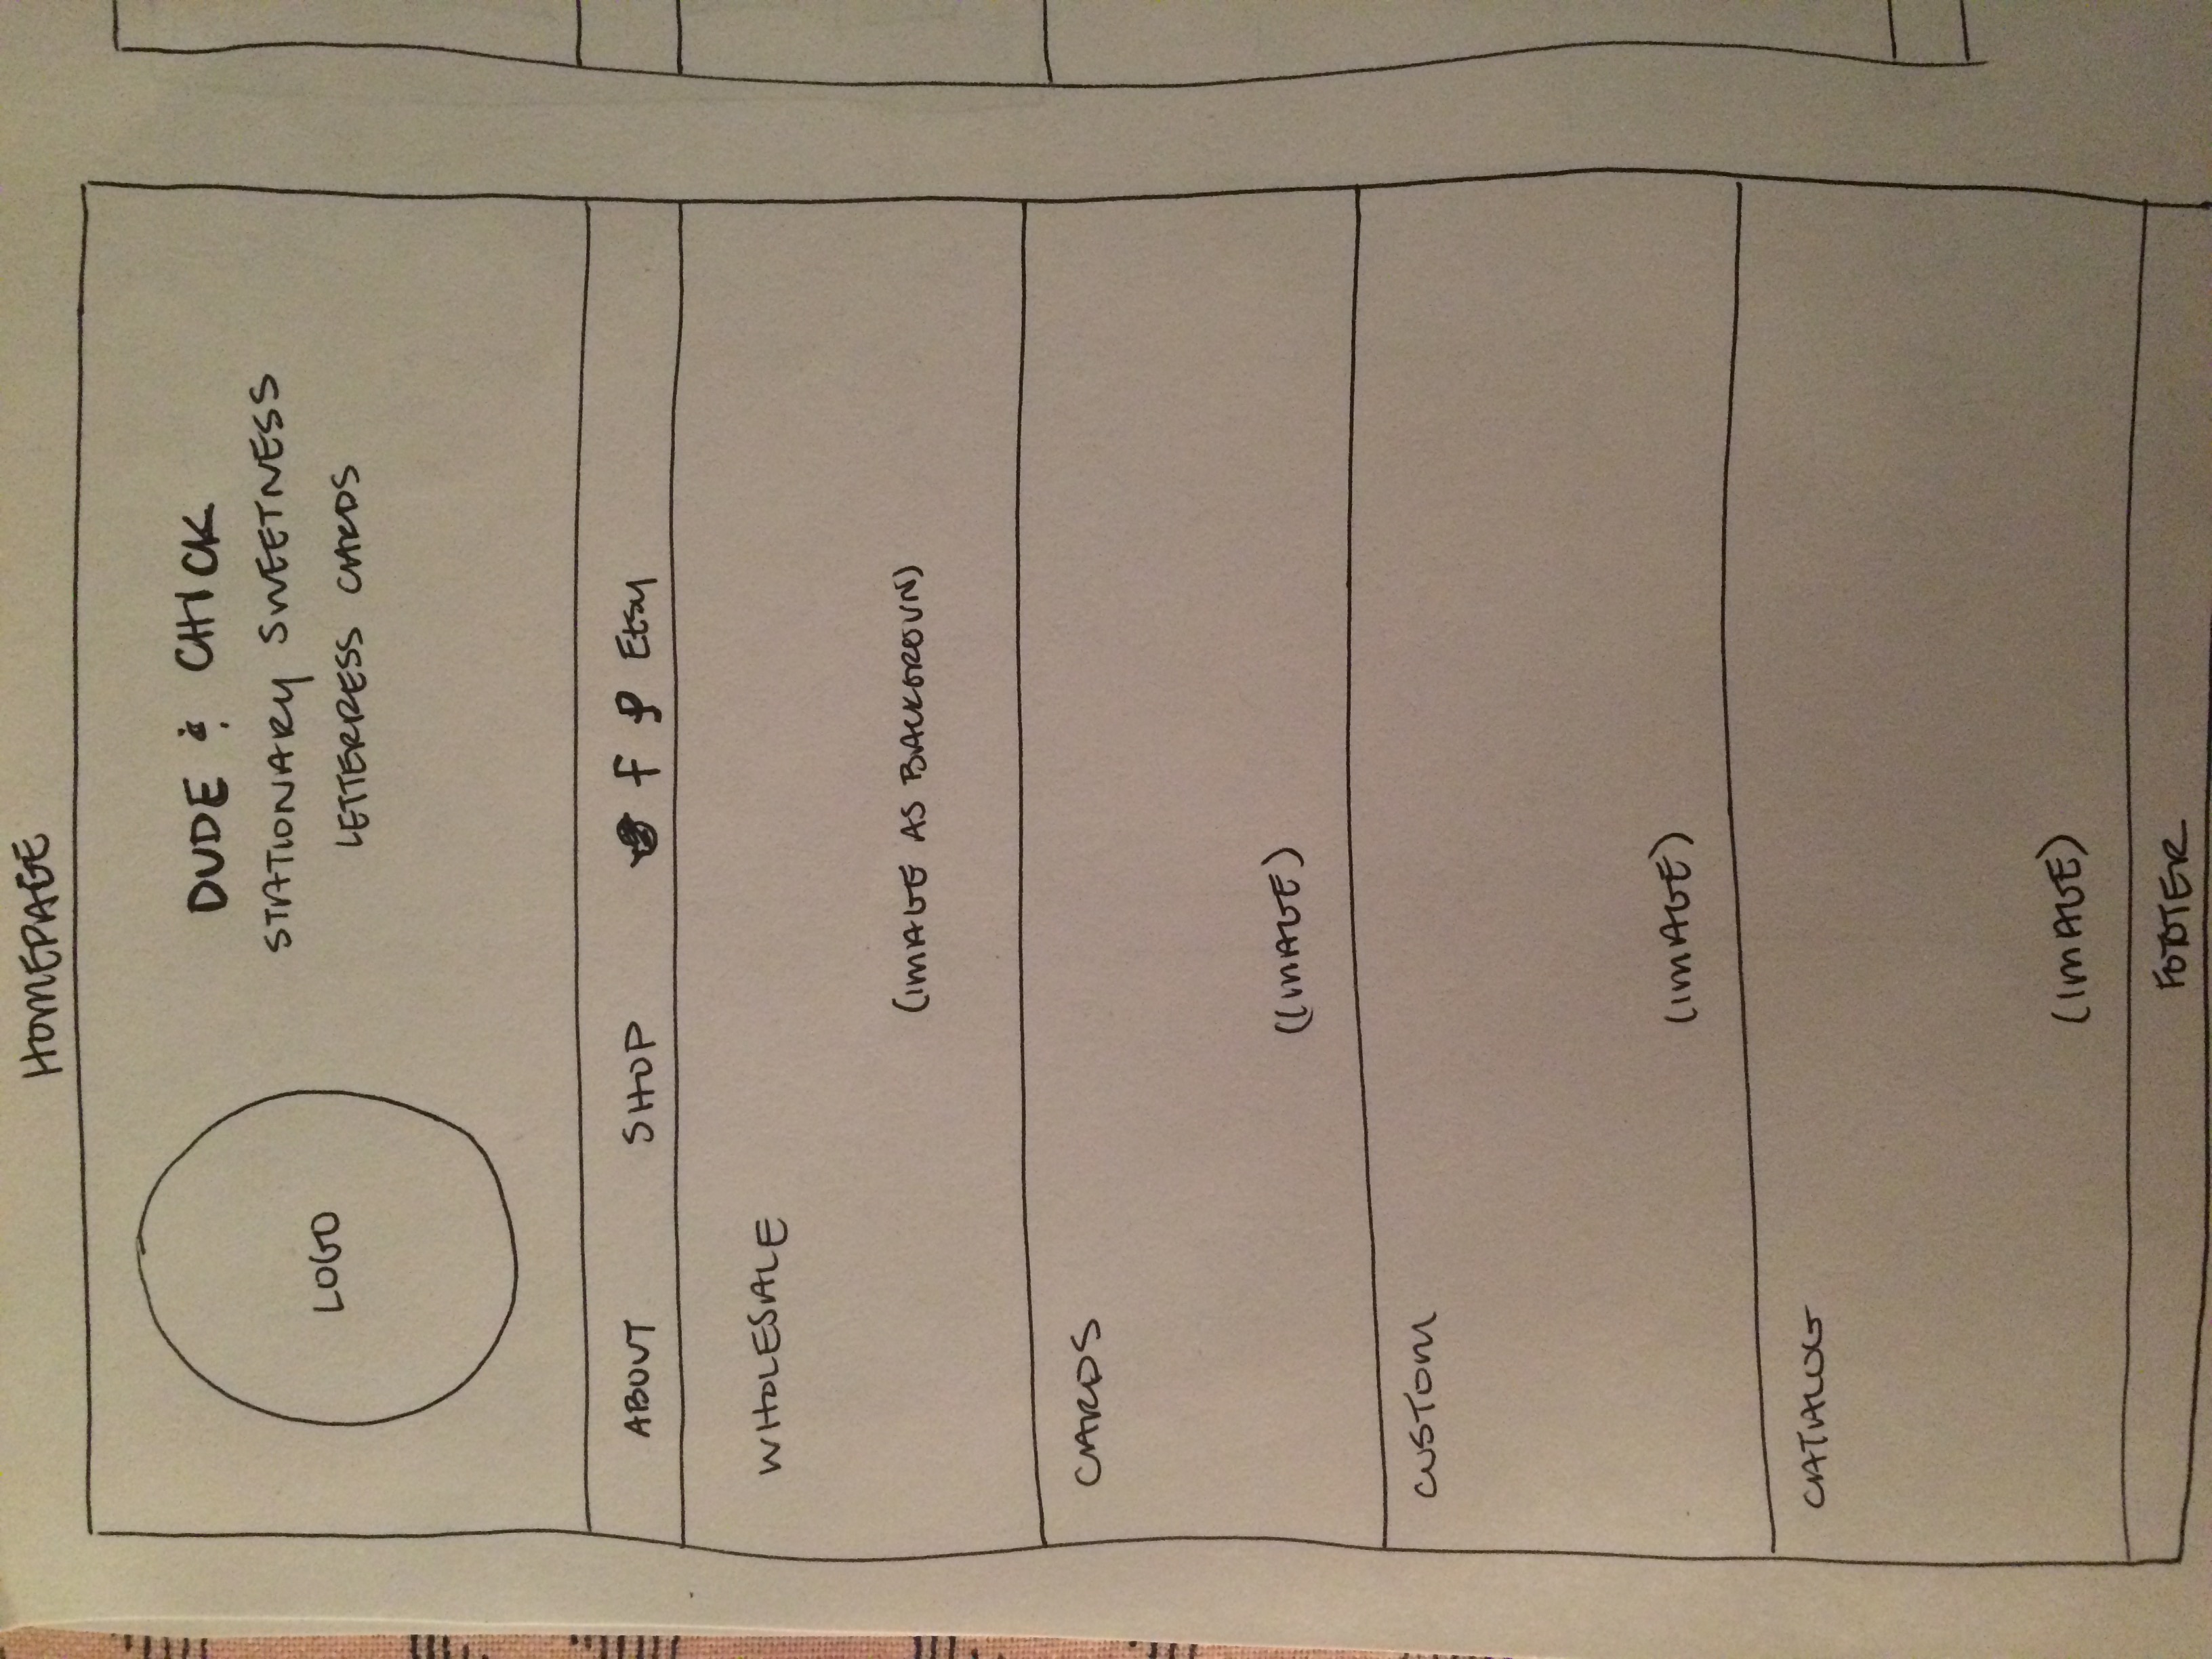 HOMEPAGE
LOGO
DUDE & CHICK
STATIONARY SWEETNESS
LETTERPRESS CARDS
ABOUT SHOP f Etsy
WHOLESALE
(IMAGE AS BACKGROUN)
CARDS
(IMAGE)
CUSTOM
(IMAGE)
CATALOG
(IMAGE)
FOOTER